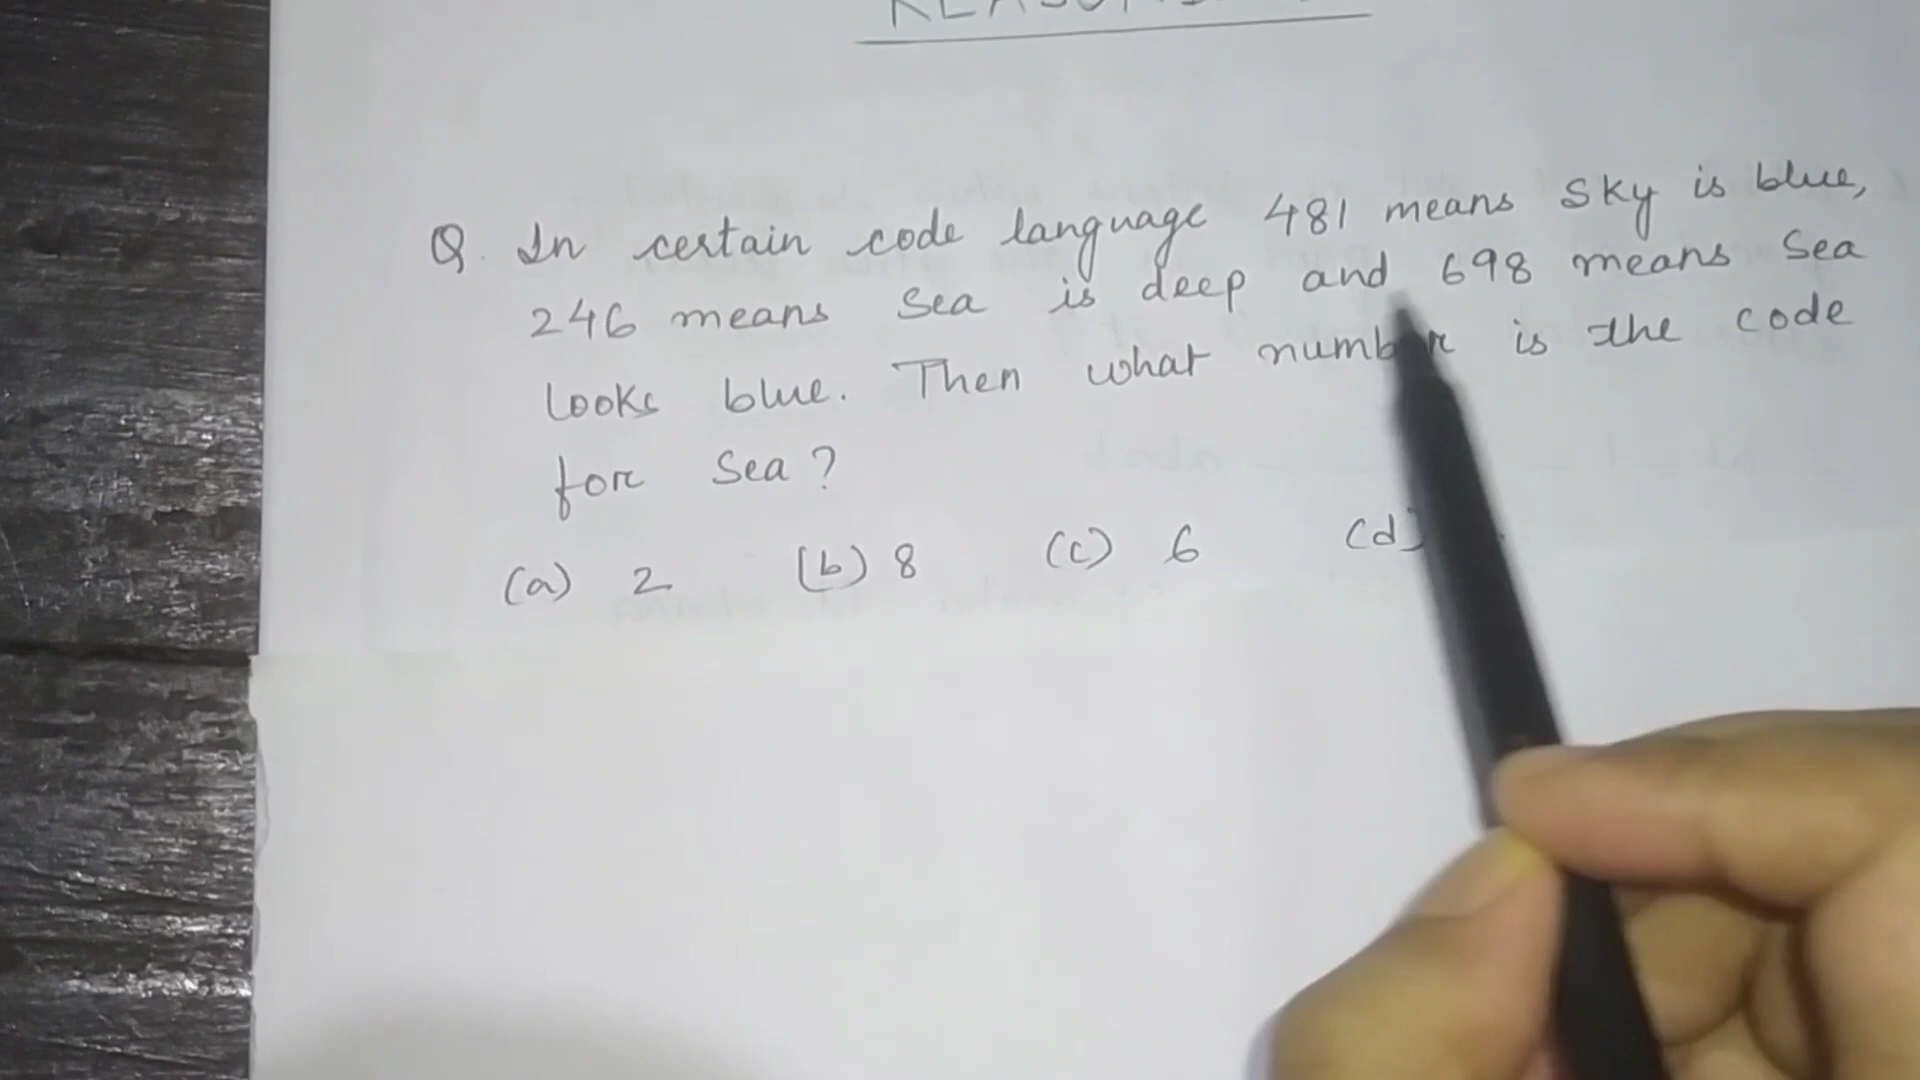 Q. In certain code language 481 means Sky is blue,
246 means Sea is deep and 698 means Sea
looks blue. Then what number is the code
for Sea?
(a) 2 (b) 8 (c) 6 (d)